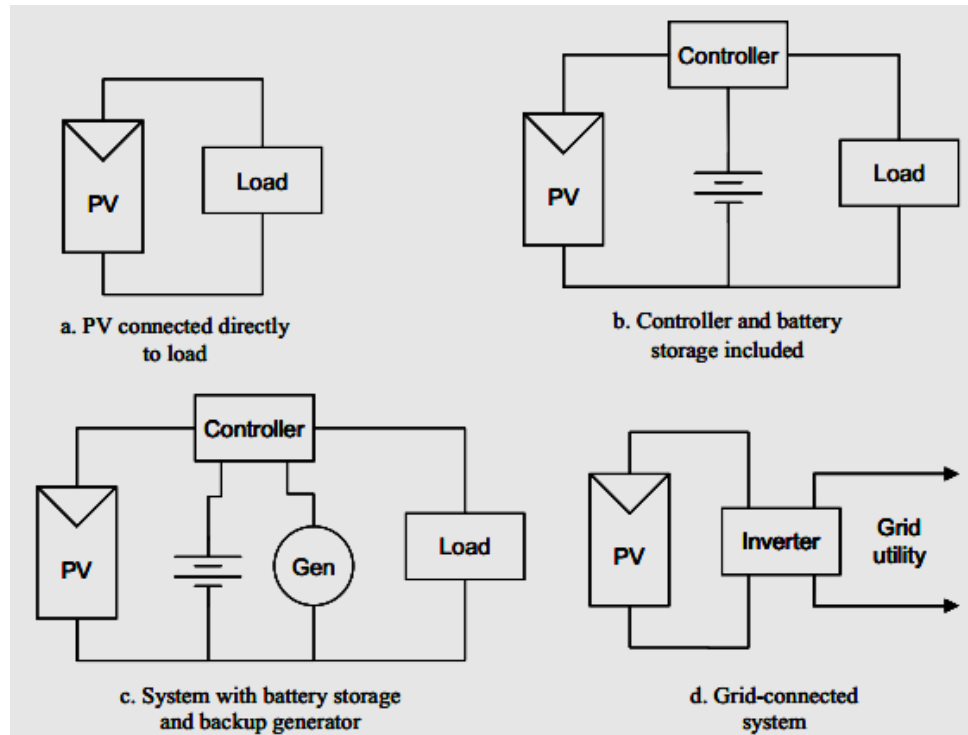 PV
Load
a. PV connected directly
to load
Controller
PV
Load
b. Controller and battery
storage included
Controller
PV
Gen
Load
c. System with battery storage
and backup generator
PV
Inverter
Grid
utility
d. Grid-connected
system